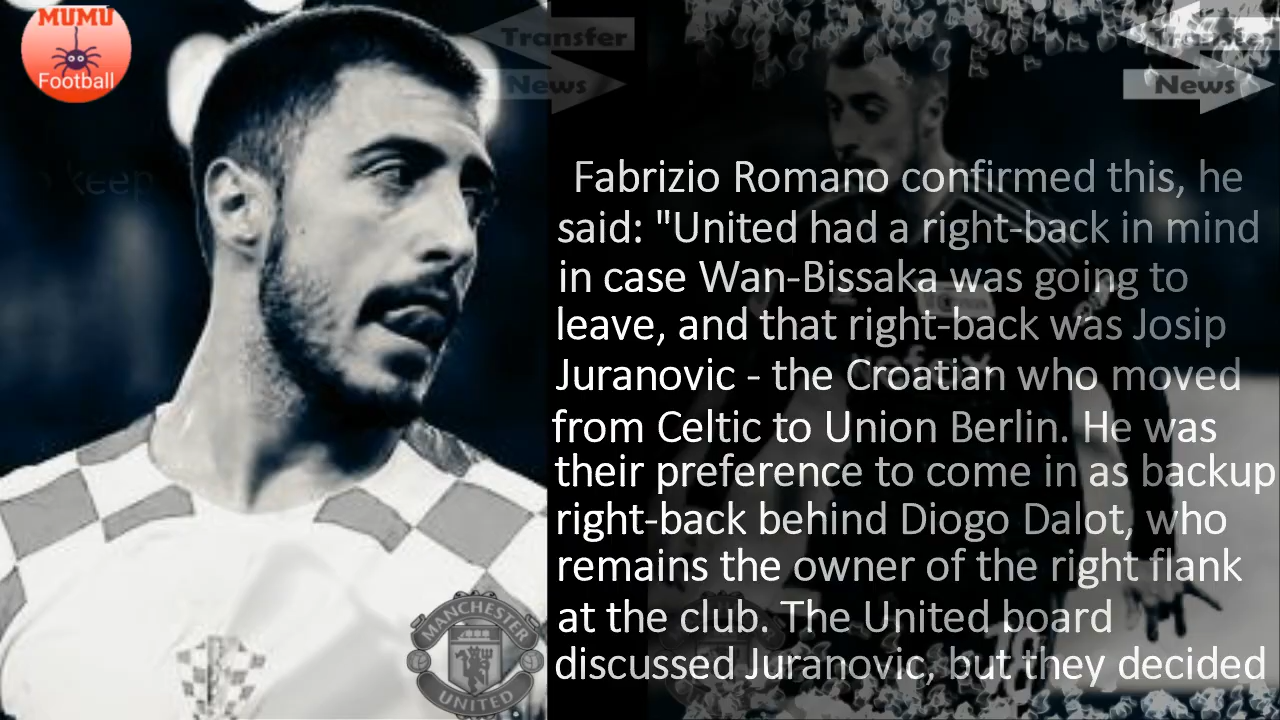 MUMU
Football
Transfer
News
Transfer
News
keep
Fabrizio Romano confirmed this, he
said: "United had a right-back in mind
in case Wan-Bissaka was going to
leave, and that right-back was Josip
Juranovic - the Croatian who moved
from Celtic to Union Berlin. He was
their preference to come in as backup
right-back behind Diogo Dalot, who
remains the owner of the right flank
at the club. The United board
discussed Juranovic, but they decided
MANCHESTER
UNITED